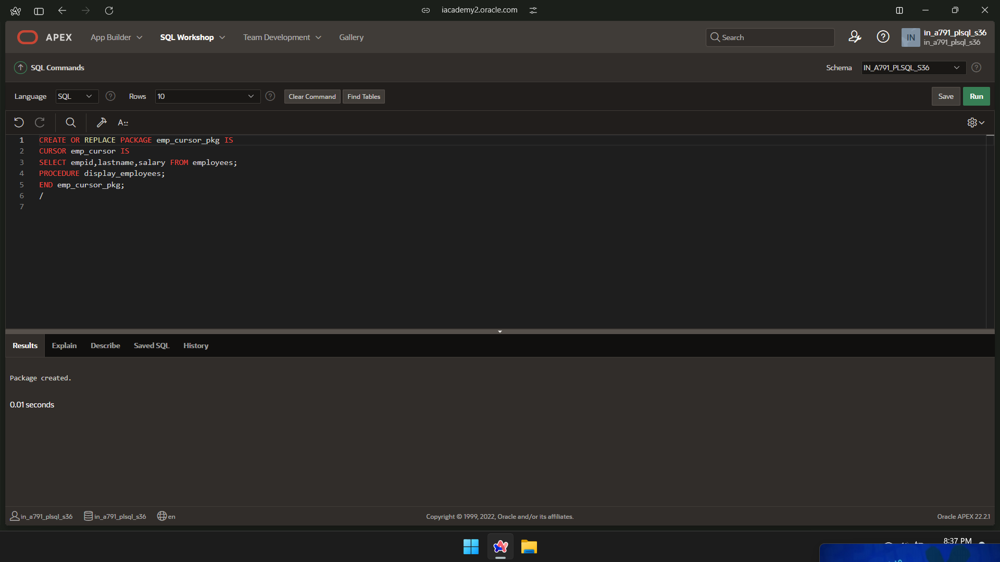 iacademy2.oracle.com
APEX App Builder SQL Workshop Team Development Gallery Search IN in_a791_plsql_s36
in_a791_plsql_s36
SQL Commands Schema IN_A791_PLSQL_S36
Language SQL Rows 10 Clear Command Find Tables Save Run
1 CREATE OR REPLACE PACKAGE emp_cursor_pkg IS
2 CURSOR emp_cursor IS
3 SELECT empid,lastname,salary FROM employees;
4 PROCEDURE display_employees;
5 END emp_cursor_pkg;
6 /
7
Results Explain Describe Saved SQL History
Package created.
0.01 seconds
in_a791_plsql_s36 in_a791_plsql_s36 en Copyright © 1999, 2022, Oracle and/or its affiliates. Oracle APEX 22.2.1
8:37 PM